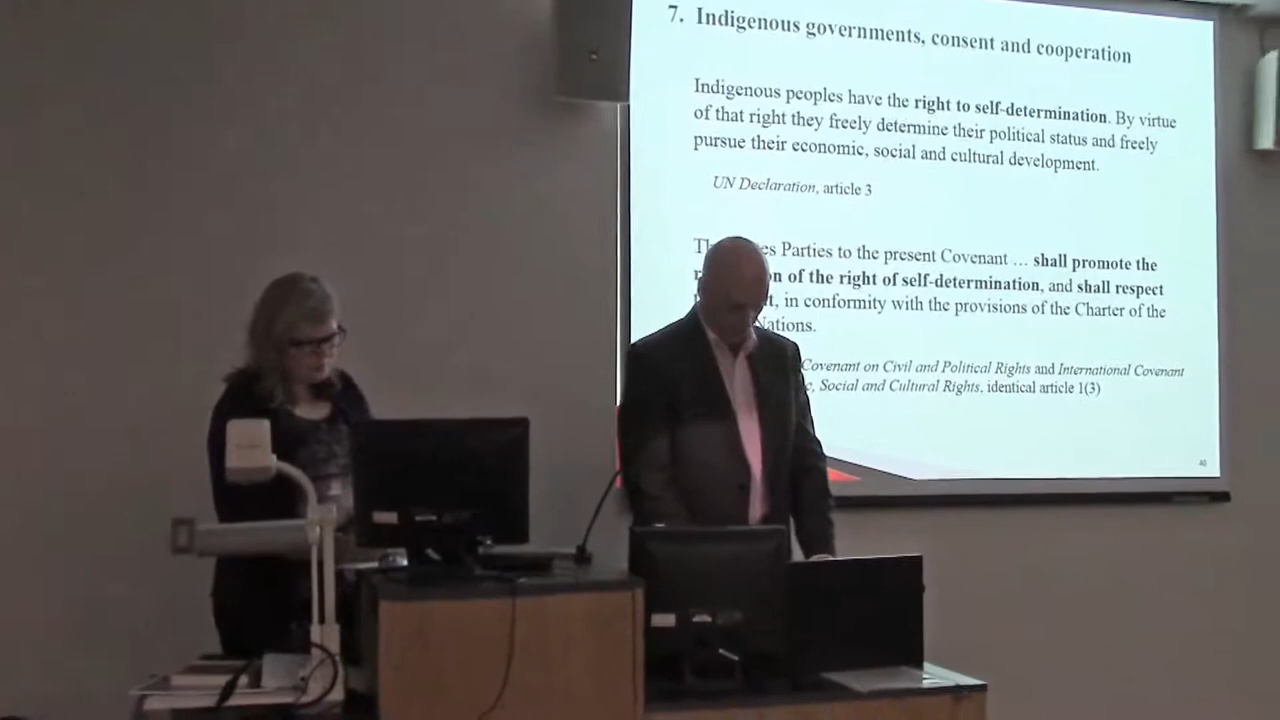 7. Indigenous governments, consent and cooperation
Indigenous peoples have the right to self-determination. By virtue
of that right they freely determine their political status and freely
pursue their economic, social and cultural development.
UN Declaration, article 3
Parties to the present Covenant … shall promote the
of the right of self-determination, and shall respect
in conformity with the provisions of the Charter of the
Nations.
Covenant on Civil and Political Rights and International Covenant
Social and Cultural Rights, identical article 1(3)
40